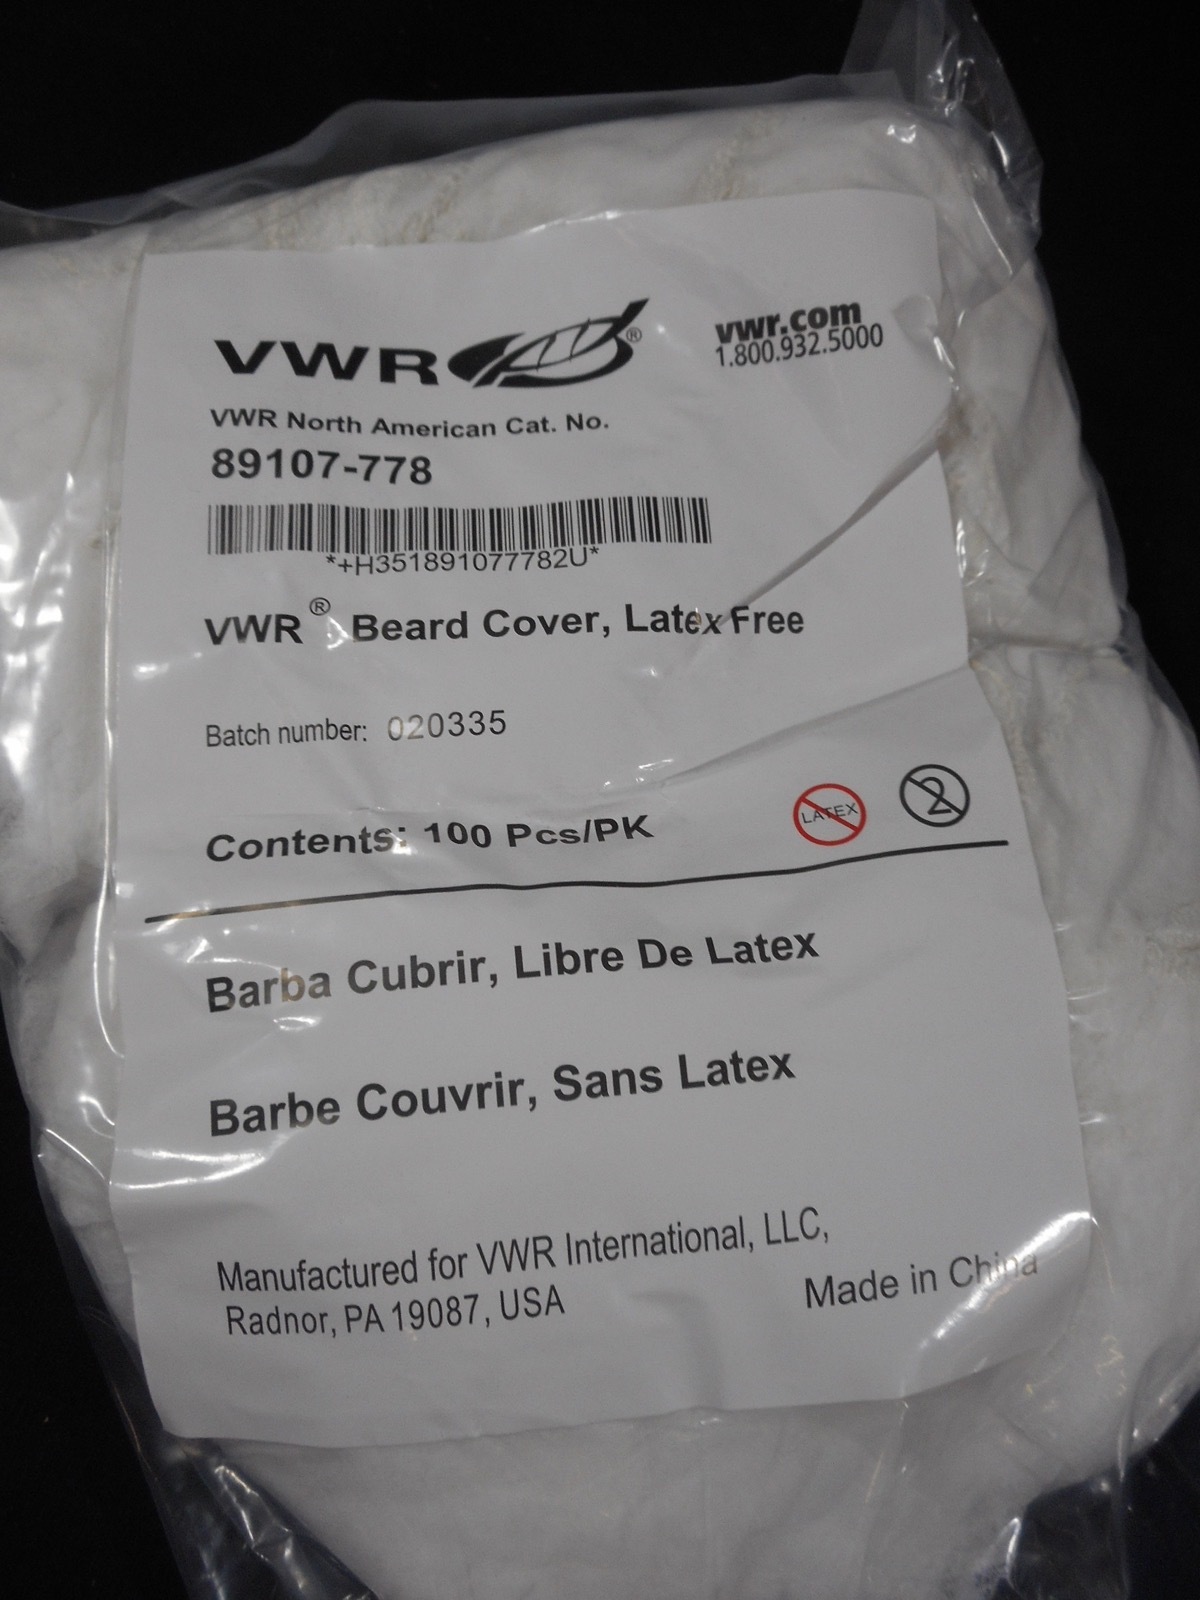 VWR®
vwr.com
1.800.932.5000
VWR North American Cat. No.
89107-778
*+H351891077782U*
VWR® Beard Cover, Latex Free
Batch number: 020335
Contents: 100 Pcs/PK
LATEX
2
Barba Cubrir, Libre De Latex
Barbe Couvrir, Sans Latex
Manufactured for VWR International, LLC,
Radnor, PA 19087, USA
Made in China